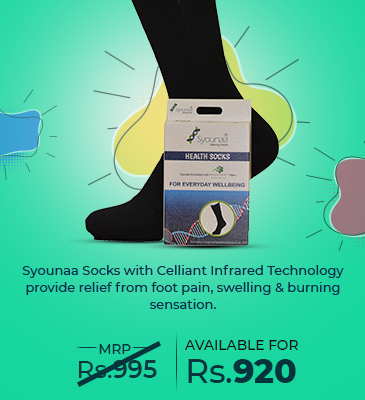 Syounaa
Syounaa
HEALTH SOCKS
FOR EVERYDAY WELLBEING
Syounaa Socks with Celliant Infrared Technology
provide relief from foot pain, swelling & burning
sensation.
MRP
Rs.995
AVAILABLE FOR
Rs.920